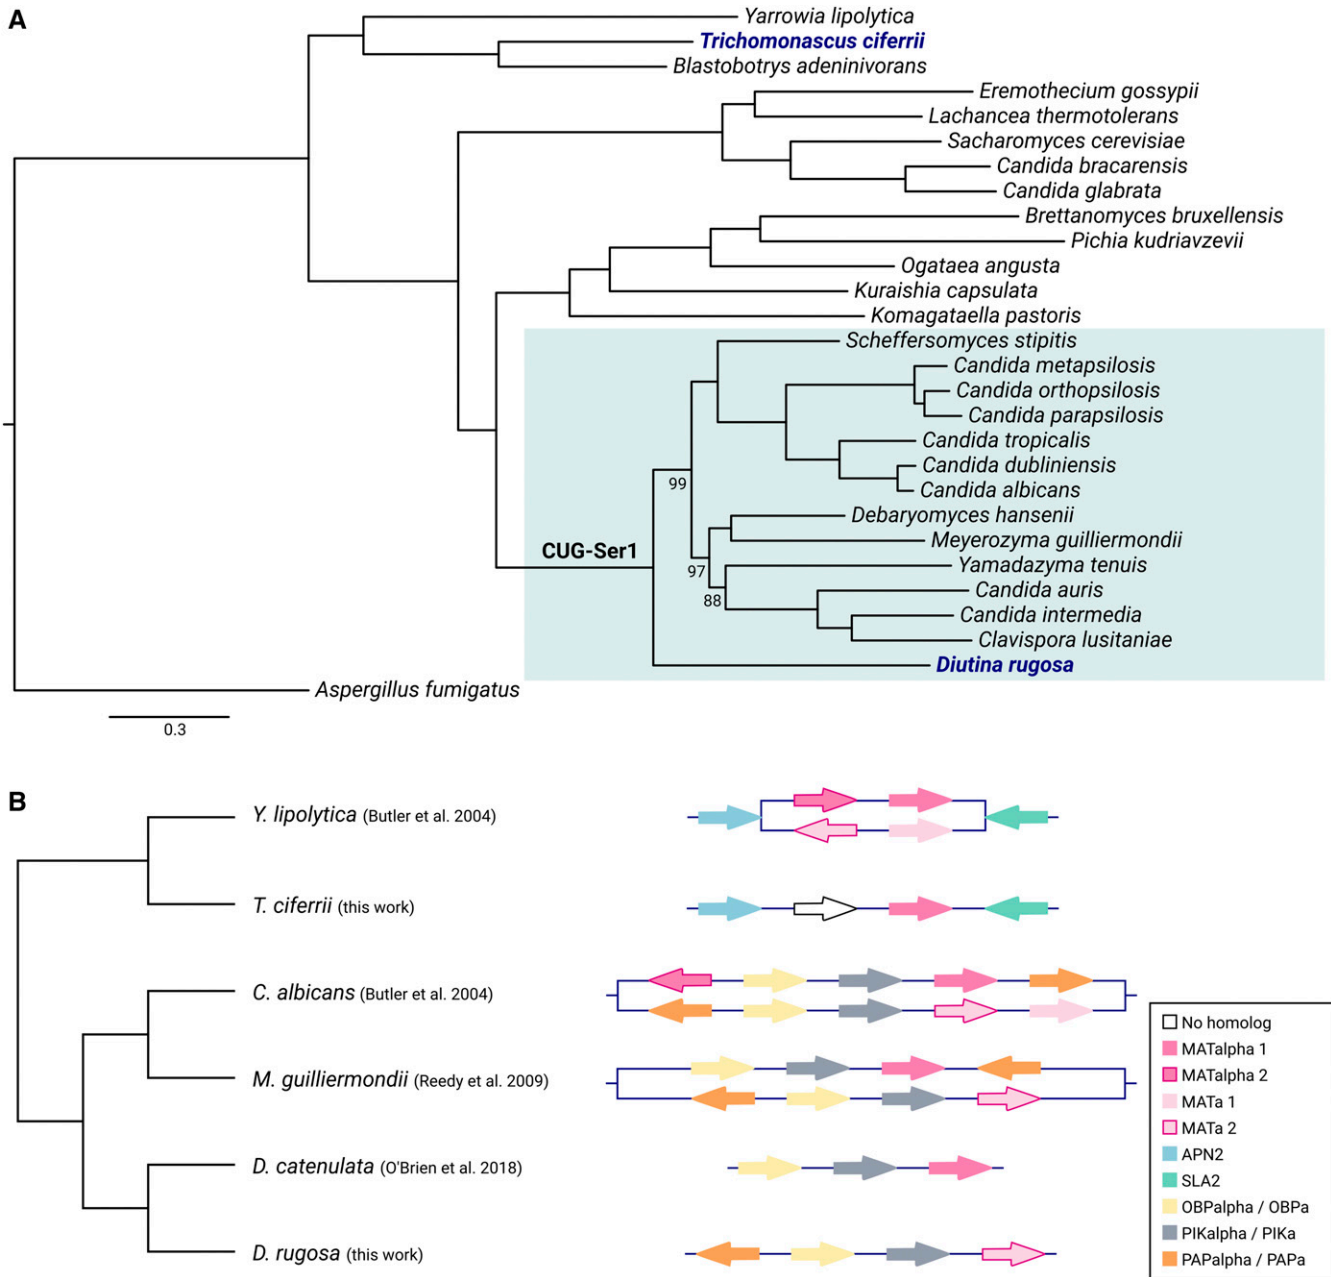 A
Yarrowia lipolytica
Trichomonascus ciferrii
Blastobotrys adeninivorans
Eremothecium gossypii
Lachancea thermotolerans
Sacharomyces cerevisiae
Candida bracarensis
Candida glabrata
Brettanomyces bruxellensis
Pichia kudriavzevii
Ogataea angusta
Kuraishia capsulata
Komagataella pastoris
Scheffersomyces stipitis
Candida metapsilosis
Candida orthopsilosis
Candida parapsilosis
Candida tropicalis
Candida dubliniensis
99
Candida albicans
Debaryomyces hansenii
Meyerozyma guilliermondii
CUG-Ser1
Yamadazyma tenuis
97
Candida auris
88
Candida intermedia
Clavispora lusitaniae
Diutina rugosa
Aspergillus fumigatus
0.3
B
Y. lipolytica (Butler et al. 2004)
T. ciferrii (this work)
C. albicans (Butler et al. 2004)
M. guilliermondii (Reedy et al. 2009)
D. catenulata (O'Brien et al. 2018)
D. rugosa (this work)
No homolog
MATalpha 1
MATalpha 2
MATa 1
MATa 2
APN2
SLA2
OBPalpha / OBPa
PIKalpha / PIKa
PAPalpha / PAPa